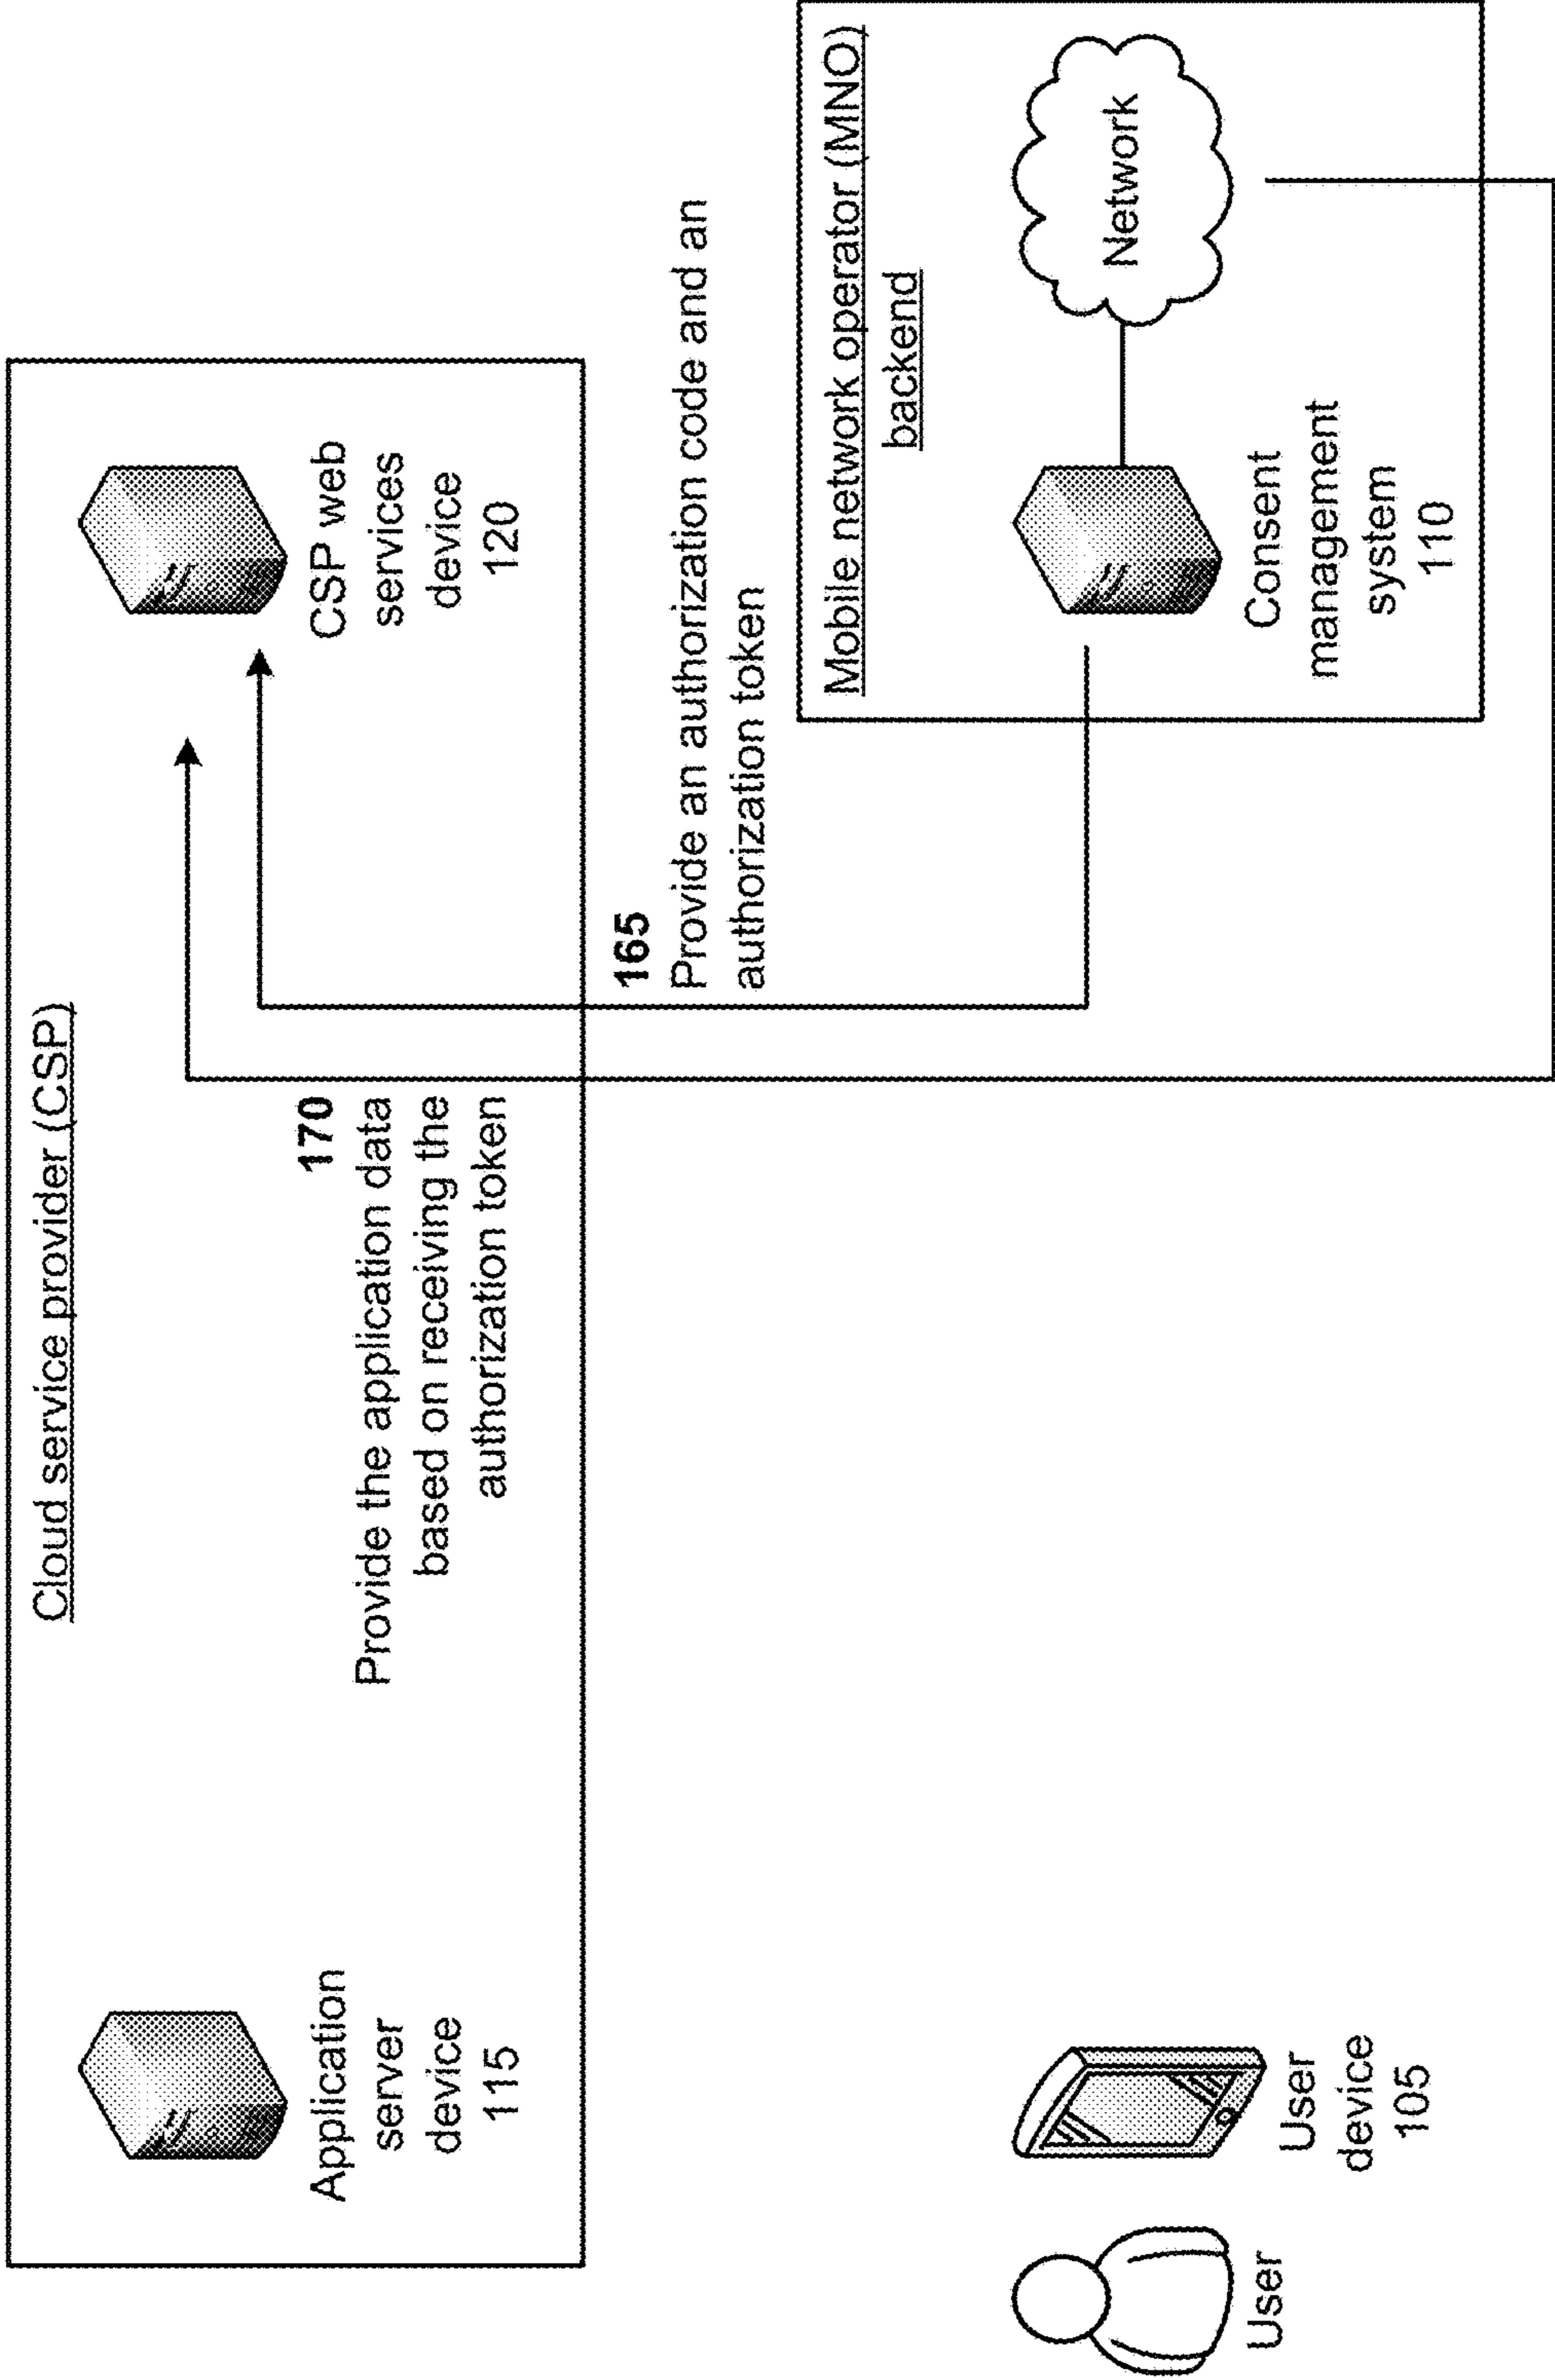 Cloud service provider (CSP)
Application
server
device
115
170
Provide the application data
based on receiving the
authorization token
CSP web
services
device
120
165
Provide an authorization code and an
authorization token
Mobile network operator (MNO)
backend
User
User
device
105
Consent
management
system
110
Network